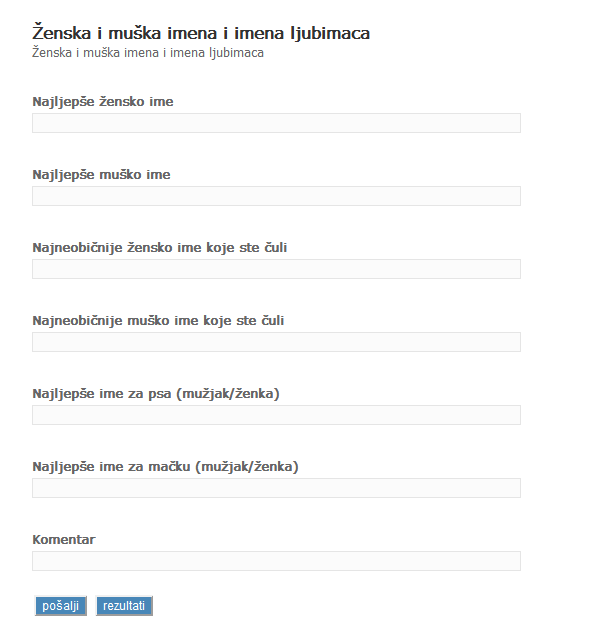 Ženska i muška imena i imena ljubimaca
Ženska i muška imena i imena ljubimaca
Najljepše žensko ime
Najljepše muško ime
Najneobičnije žensko ime koje ste čuli
Najneobičnije muško ime koje ste čuli
Najljepše ime za psa (mužjak/ženka)
Najljepše ime za mačku (mužjak/ženka)
Komentar
pošalji rezultati